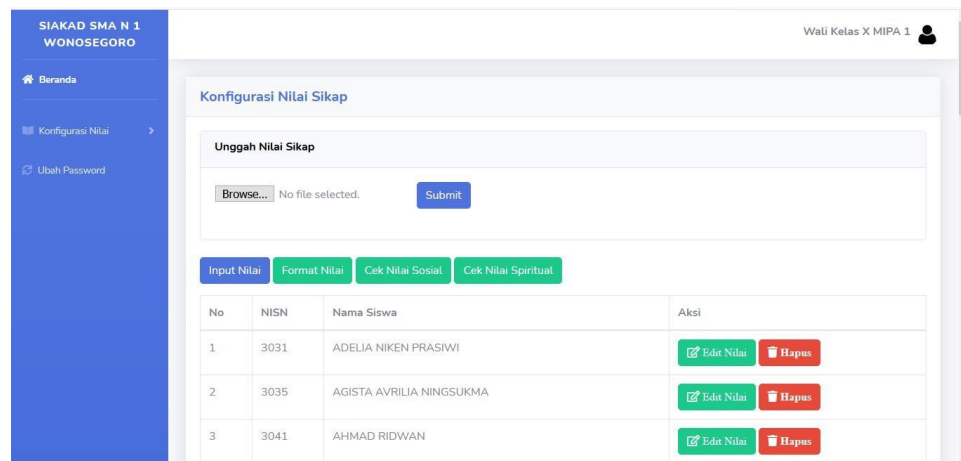 SIAKAD SMA N 1
WONOSEGORO
Wali Kelas X MIPA 1
Beranda
Konfigurasi Nilai
Ubah Password
Konfigurasi Nilai Sikap
Unggah Nilai Sikap
Browse... No file selected. Submit
Input Nilai Format Nilai Cek Nilai Sosial Cek Nilai Spiritual
No NISN Nama Siswa Aksi
1 3031 ADELIA NIKEN PRASIWI Edit Nilai Hapus
2 3035 AGISTA AVRILIA NINGSUKMA Edit Nilai Hapus
3 3041 AHMAD RIDWAN Edit Nilai Hapus